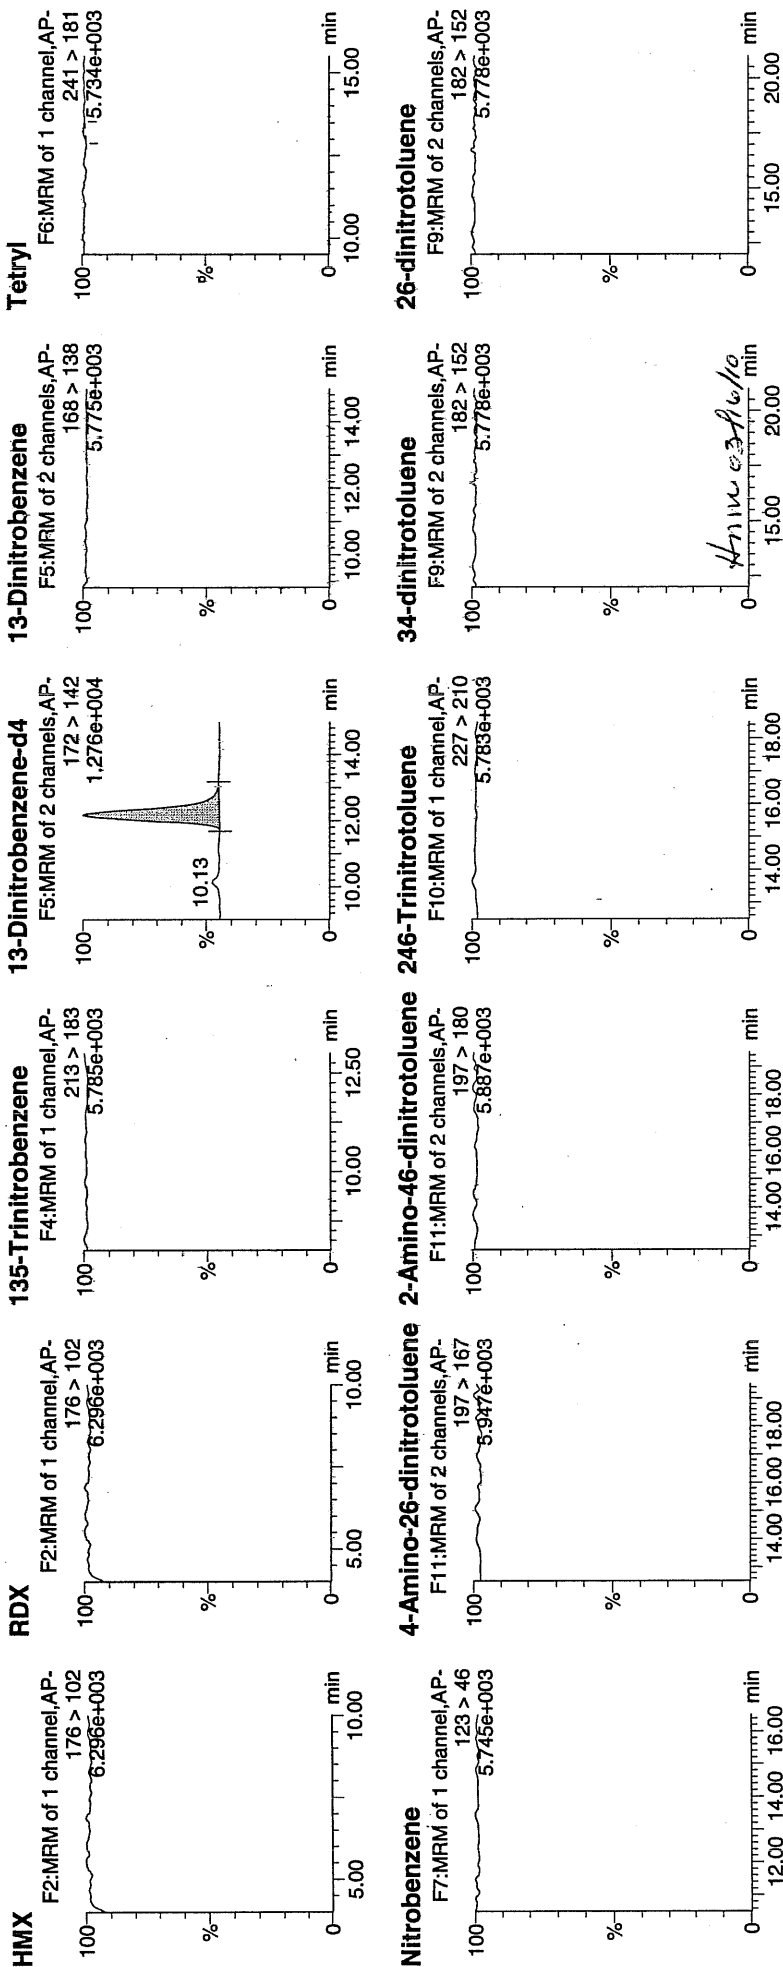 HMX
F2:MRM of 1 channel,AP-
176 > 102
6.296e+003
100
%
0
5.00
10.00
min
RDX
F2:MRM of 1 channel,AP-
176 > 102
6.296e+003
100
%
0
5.00
10.00
min
135-Trinitrobenzene
F4:MRM of 1 channel,AP-
213 > 183
5.785e+003
100
%
0
10.00
12.50
min
13-Dinitrobenzene-d4
F5:MRM of 2 channels,AP-
172 > 142
1.276e+004
100
%
10.13
0
10.00
12.00
14.00
min
13-Dinitrobenzene
F5:MRM of 2 channels,AP-
168 > 138
5.775e+003
100
%
0
10.00
12.00
14.00
min
Tetryl
F6:MRM of 1 channel,AP-
241 > 181
5.734e+003
100
%
0
10.00
15.00
min
Nitrobenzene
F7:MRM of 1 channel,AP-
123 > 46
5.745e+003
100
%
0
12.00
14.00
16.00
min
4-Amino-26-dinitrotoluene
F11:MRM of 2 channels,AP-
197 > 167
5.947e+003
100
%
0
14.00
16.00
18.00
min
2-Amino-46-dinitrotoluene
F11:MRM of 2 channels,AP-
197 > 180
5.887e+003
100
%
0
14.00
16.00
18.00
min
246-Trinitrotoluene
F10:MRM of 1 channel,AP-
227 > 210
5.783e+003
100
%
0
14.00
16.00
18.00
min
34-dinitrotoluene
F9:MRM of 2 channels,AP-
182 > 152
5.778e+003
100
%
0
15.00
20.00
min
03/16/10
26-dinitrotoluene
F9:MRM of 2 channels,AP-
182 > 152
5.778e+003
100
%
0
15.00
20.00
min